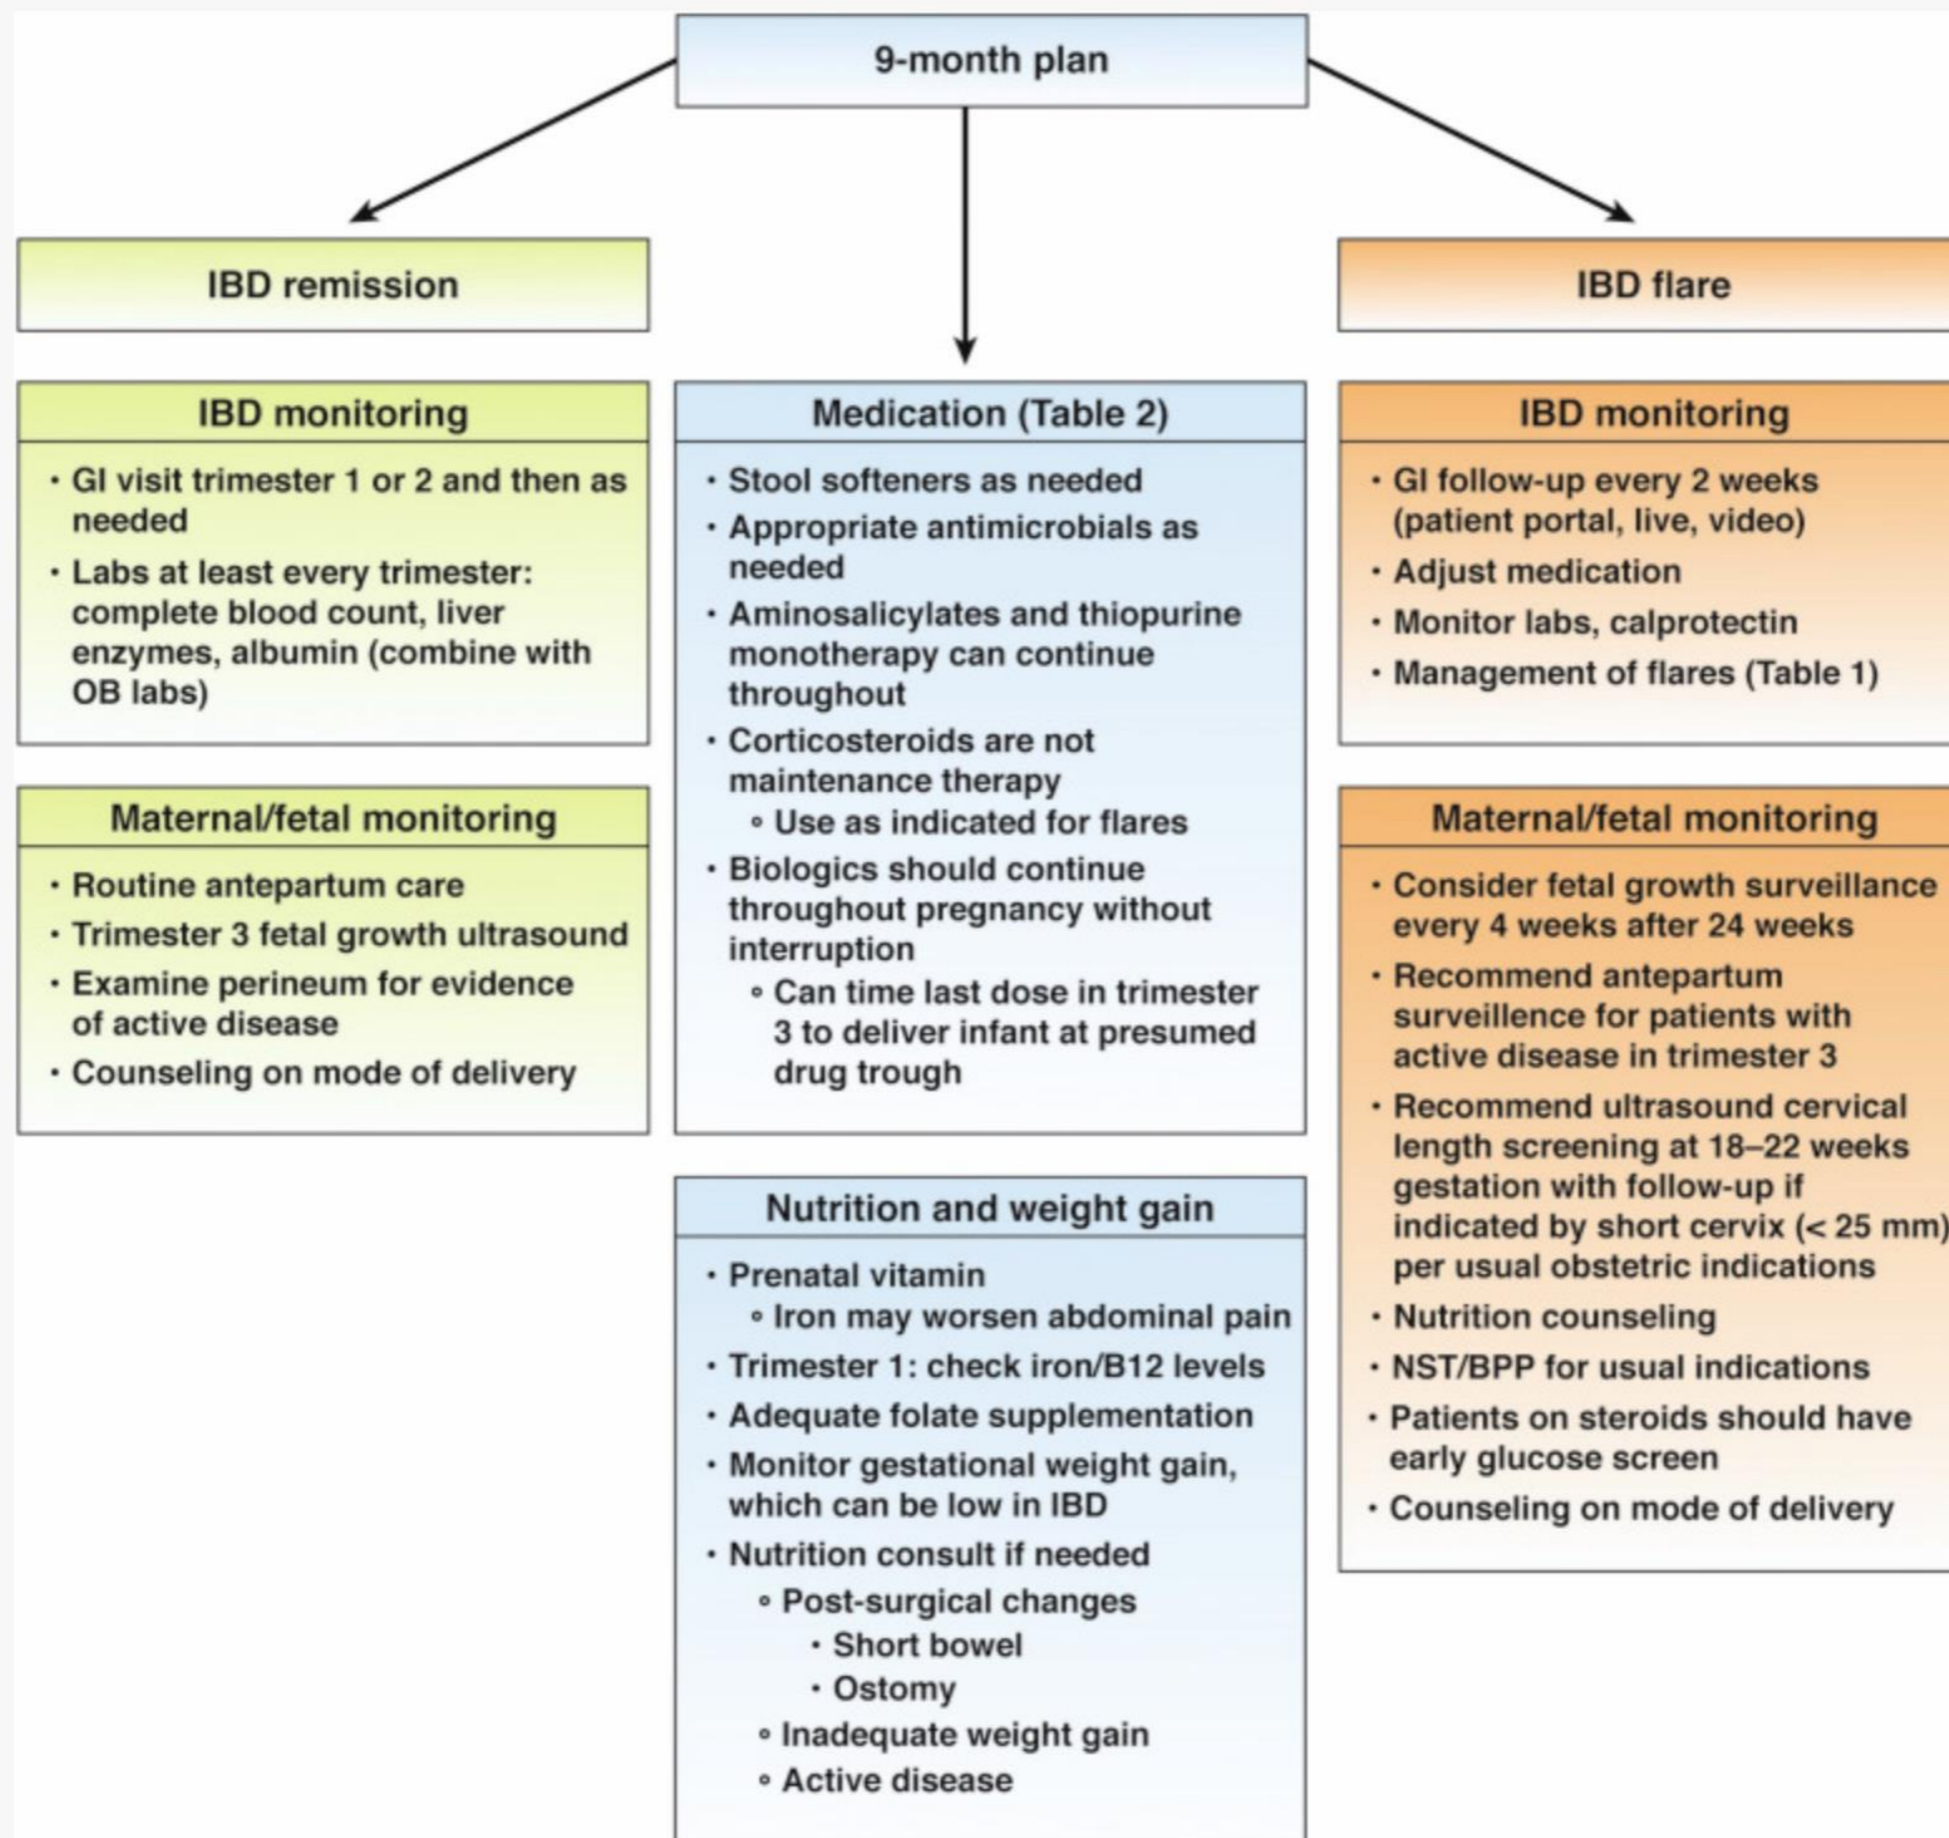 9-month plan
IBD remission
IBD flare
IBD monitoring
• GI visit trimester 1 or 2 and then as
needed
• Labs at least every trimester:
complete blood count, liver
enzymes, albumin (combine with
OB labs)
Maternal/fetal monitoring
• Routine antepartum care
• Trimester 3 fetal growth ultrasound
• Examine perineum for evidence
of active disease
• Counseling on mode of delivery
Medication (Table 2)
• Stool softeners as needed
• Appropriate antimicrobials as
needed
• Aminosalicylates and thiopurine
monotherapy can continue
throughout
• Corticosteroids are not
maintenance therapy
◦ Use as indicated for flares
• Biologics should continue
throughout pregnancy without
interruption
◦ Can time last dose in trimester
3 to deliver infant at presumed
drug trough
Nutrition and weight gain
• Prenatal vitamin
◦ Iron may worsen abdominal pain
• Trimester 1: check iron/B12 levels
• Adequate folate supplementation
• Monitor gestational weight gain,
which can be low in IBD
• Nutrition consult if needed
◦ Post-surgical changes
• Short bowel
• Ostomy
◦ Inadequate weight gain
◦ Active disease
IBD monitoring
• GI follow-up every 2 weeks
(patient portal, live, video)
• Adjust medication
• Monitor labs, calprotectin
• Management of flares (Table 1)
Maternal/fetal monitoring
• Consider fetal growth surveillance
every 4 weeks after 24 weeks
• Recommend antepartum
surveillence for patients with
active disease in trimester 3
• Recommend ultrasound cervical
length screening at 18–22 weeks
gestation with follow-up if
indicated by short cervix (< 25 mm)
per usual obstetric indications
• Nutrition counseling
• NST/BPP for usual indications
• Patients on steroids should have
early glucose screen
• Counseling on mode of delivery